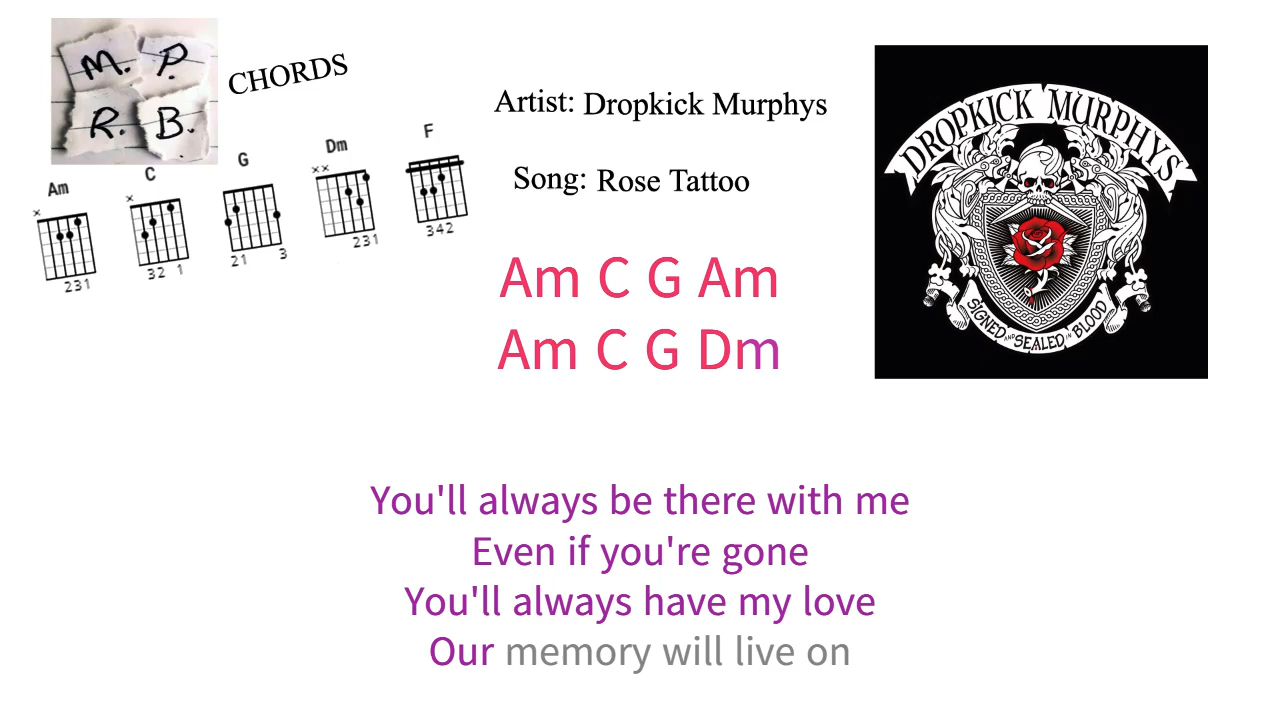 M. P.
R. B.
CHORDS
Artist: Dropkick Murphys
Song: Rose Tattoo
Am C G Dm F
x x xx
231 32 1 21 3 231 342
DROPKICK MURPHYS
SIGNED AND SEALED IN BLOOD
Am C G Am
Am C G Dm
You'll always be there with me
Even if you're gone
You'll always have my love
Our memory will live on